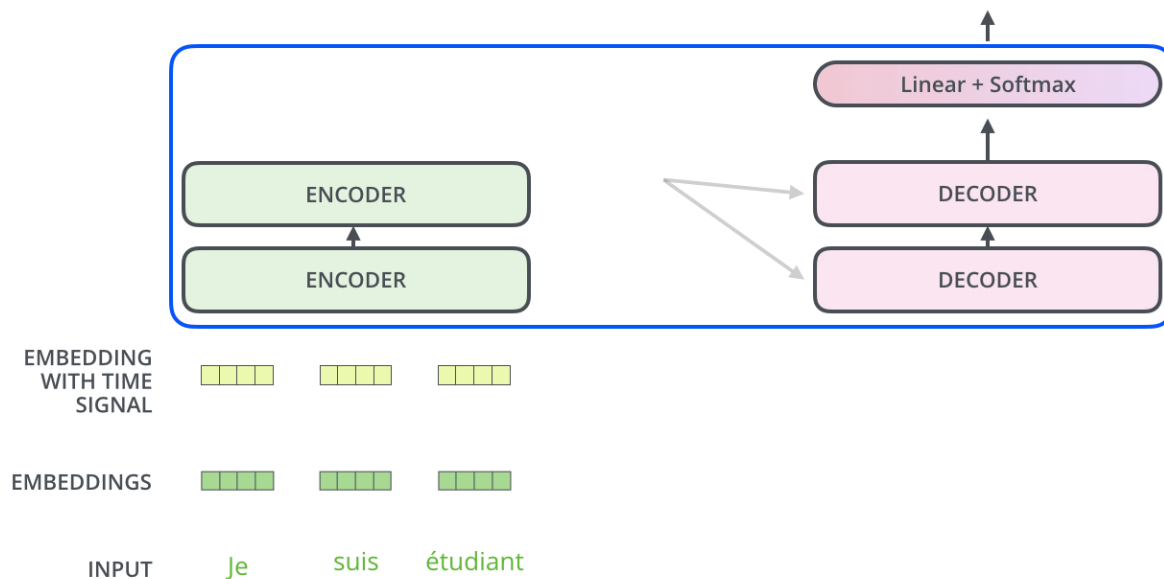 Linear + Softmax
ENCODER
DECODER
ENCODER
DECODER
EMBEDDING
WITH TIME
SIGNAL
EMBEDDINGS
INPUT Je suis étudiant